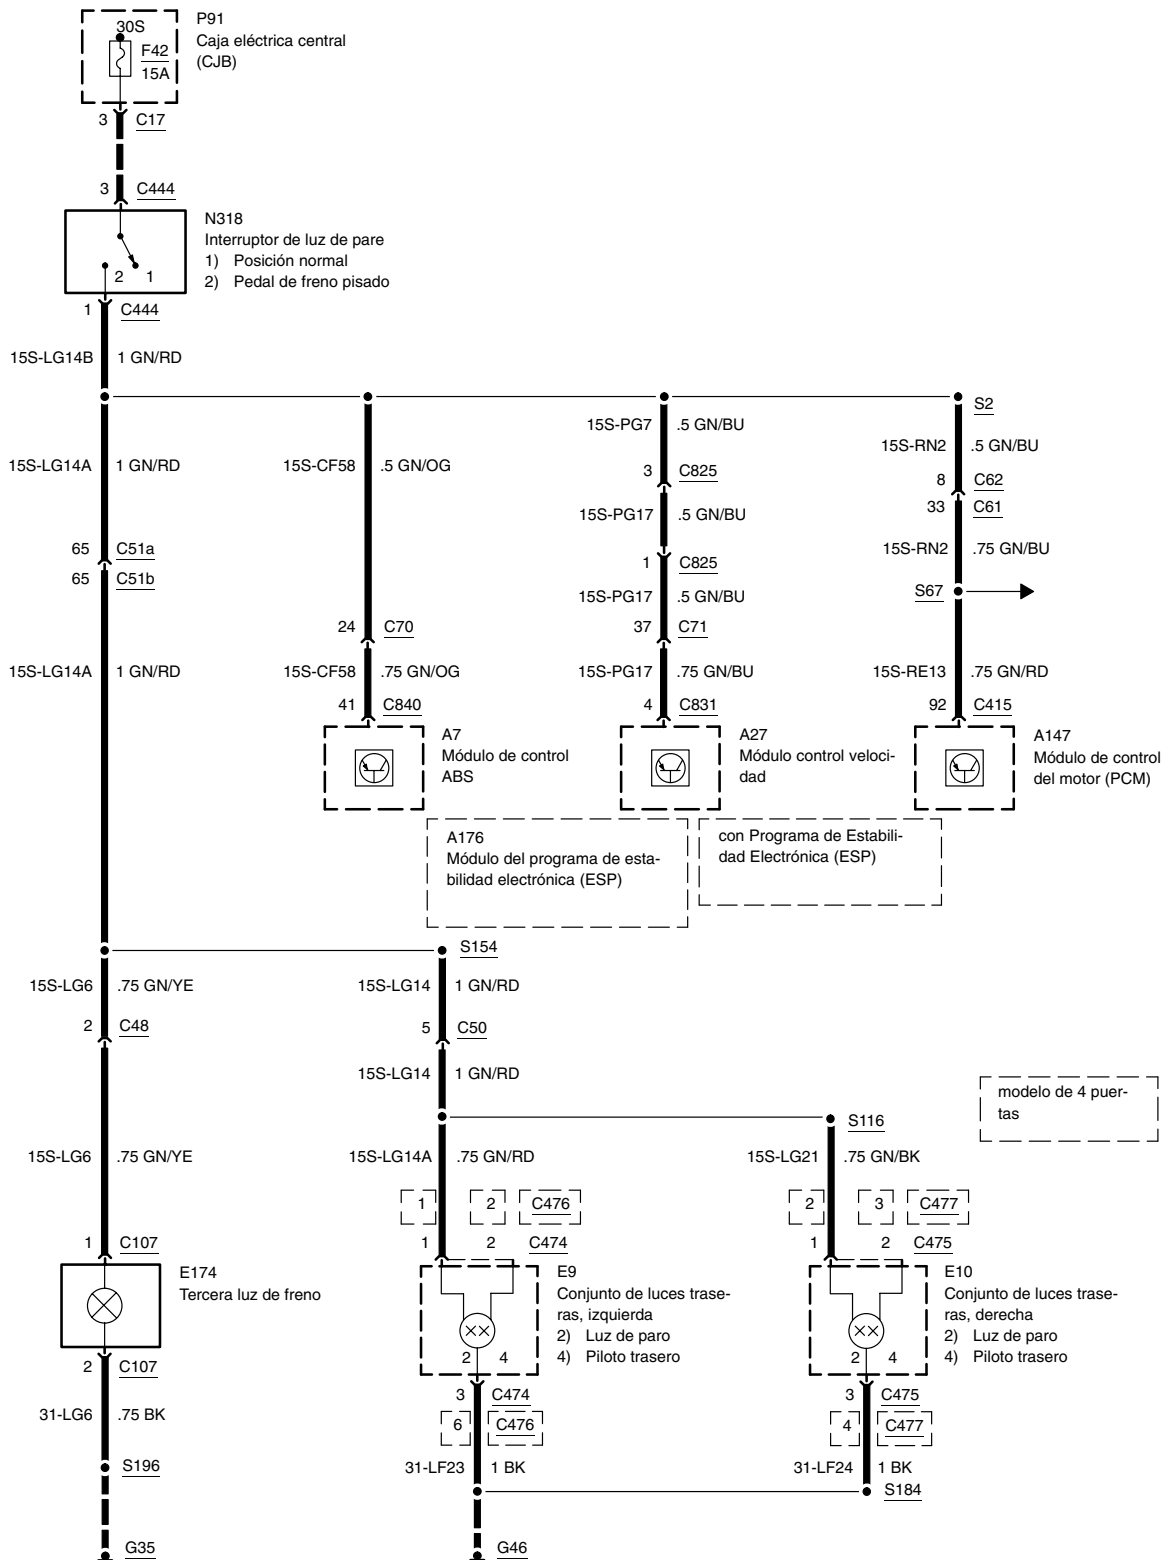 P91
30S
Caja eléctrica central
F42
(CJB)
15A
3 C17
3 C444
N318
Interruptor de luz de pare
1) Posición normal
2 1
2) Pedal de freno pisado
1 C444
15S-LG14B 1 GN/RD
S2
15S-PG7 .5 GN/BU
15S-RN2 .5 GN/BU
15S-LG14A 1 GN/RD
15S-CF58 .5 GN/OG
3 C825
8 C62
33 C61
15S-PG17 .5 GN/BU
65 C51a
15S-RN2 .75 GN/BU
1 C825
65 C51b
S67
15S-PG17 .5 GN/BU
24 C70
37 C71
15S-LG14A 1 GN/RD
15S-CF58 .75 GN/OG
15S-PG17 .75 GN/BU
15S-RE13 .75 GN/RD
41 C840
4 C831
92 C415
A7
Módulo de control
ABS
A27
Módulo control veloci-
dad
A147
Módulo de control
del motor (PCM)
A176
Módulo del programa de esta-
bilidad electrónica (ESP)
con Programa de Estabili-
dad Electrónica (ESP)
S154
15S-LG6 .75 GN/YE
15S-LG14 1 GN/RD
2 C48
5 C50
15S-LG14 1 GN/RD
modelo de 4 puer-
tas
S116
15S-LG6 .75 GN/YE
15S-LG14A .75 GN/RD
15S-LG21 .75 GN/BK
1 2 C476
2 3 C477
1 C107
1 2 C474
1 2 C475
E174
Tercera luz de freno
E9
Conjunto de luces trase-
ras, izquierda
2) Luz de paro
4) Piloto trasero
2 4
E10
Conjunto de luces trase-
ras, derecha
2) Luz de paro
4) Piloto trasero
2 4
2 C107
3 C474
3 C475
6 C476
4 C477
31-LG6 .75 BK
31-LF23 1 BK
31-LF24 1 BK
S196
S184
G35
G46